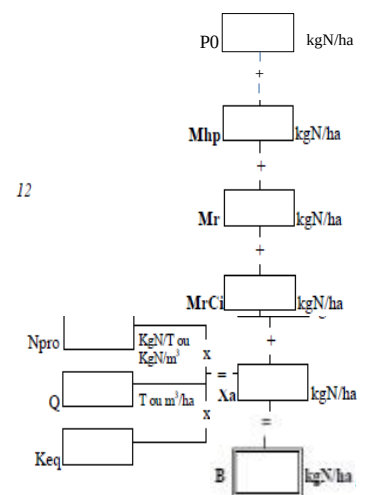 P0 kgN/ha
+
Mhp kgN/ha
+
12
Mr kgN/ha
+
MrCi kgN/ha
Npro KgN/T ou
KgN/m³
x
+
= Xa kgN/ha
Q T ou m³/ha
x
=
Keq
B kgN/ha